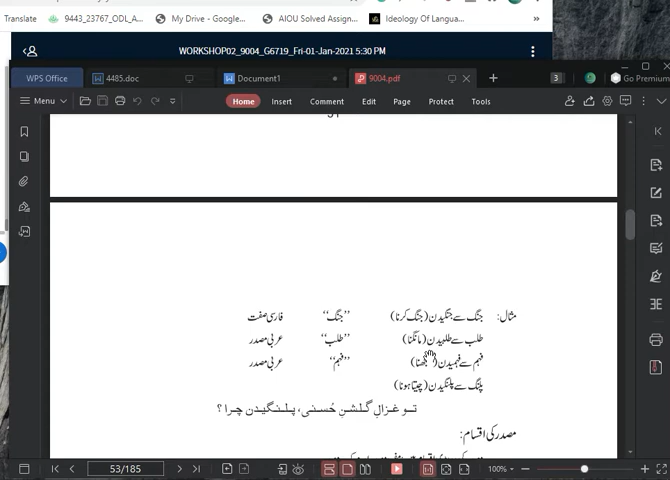 Translate 9443_23767_ODL_A... My Drive - Google... AIOU Solved Assign... Ideology Of Langua... »
WORKSHOP02_9004_G6719_Fri-01-Jan-2021 5:30 PM
WPS Office 4485.doc Document1 9004.pdf 3 Go Premium
Menu Home Insert Comment Edit Page Protect Tools
مثال: جنگ سے جنگیدن (جنگ کرنا) ”جنگ“ فارسی صفت
طلب سے طلبیدن (مانگنا) ”طلب“ عربی مصدر
فہم سے فہمیدن (سمجھنا) ”فہم“ عربی مصدر
پلنگ سے پلنگیدن (چیتا ہونا)
تو غزالِ گلشنِ حُسنی، پلنگیدن چرا؟
مصدر کی اقسام:
53/185 100%